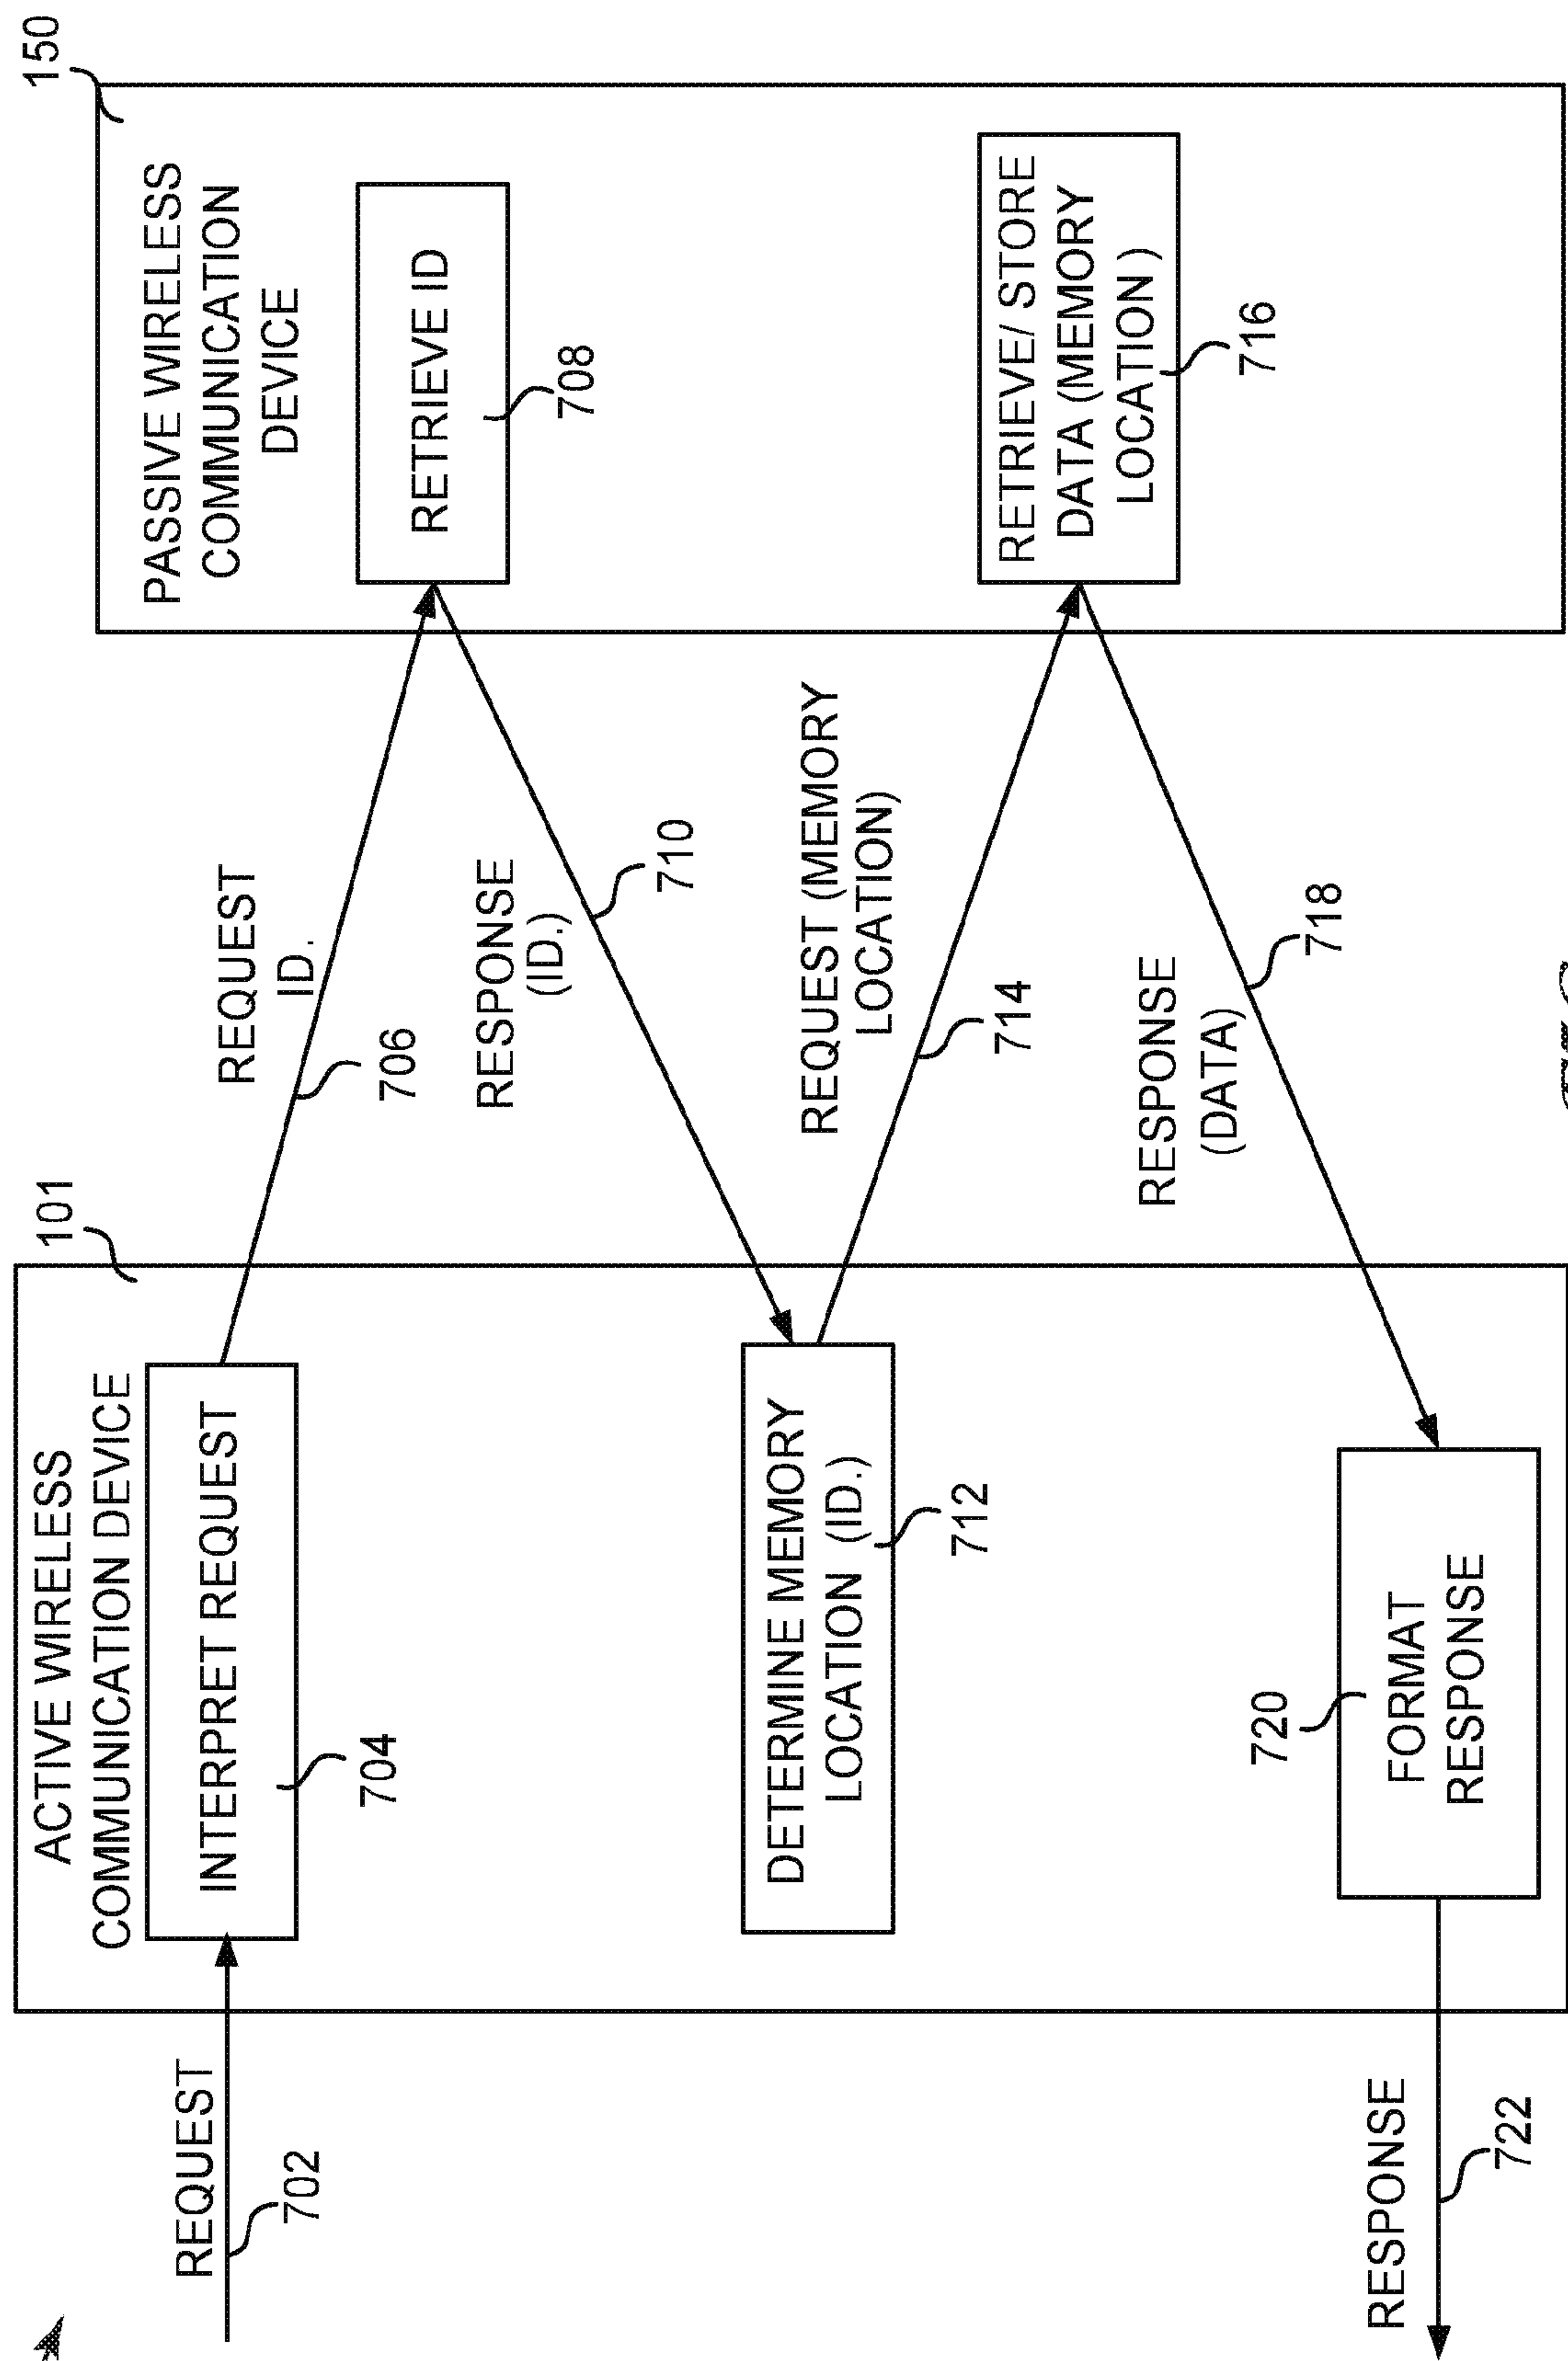 150
PASSIVE WIRELESS
COMMUNICATION
DEVICE
RETRIEVE ID
708
RETRIEVE/ STORE
DATA (MEMORY
LOCATION )
716
REQUEST
ID.
706
RESPONSE
(ID.)
710
REQUEST (MEMORY
LOCATION)
714
RESPONSE
(DATA)
718
101
ACTIVE WIRELESS
COMMUNICATION DEVICE
INTERPRET REQUEST
704
DETERMINE MEMORY
LOCATION (ID.)
712
720
FORMAT
RESPONSE
REQUEST
702
RESPONSE
722